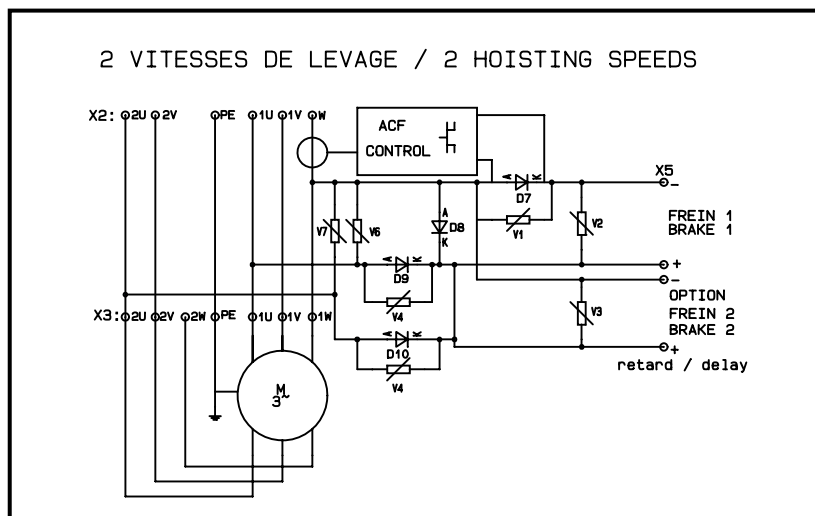 2 VITESSES DE LEVAGE / 2 HOISTING SPEEDS
X2: 2U 2V PE 1U 1V W
ACF
CONTROL
X5
A K
-
D7
V1
V2
FREIN 1
BRAKE 1
A
D8
K
V7 V6
A K
D9
+
-
V4
OPTION
FREIN 2
BRAKE 2
V3
X3: 2U 2V 2W PE 1U 1V 1W
A K
D10
V4
+
retard / delay
M
3~